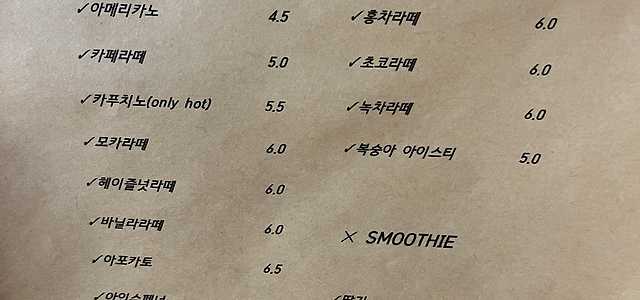 ✓아메리카노 4.5
✓카페라떼 5.0
✓카푸치노(only hot) 5.5
✓모카라떼 6.0
✓헤이즐넛라떼 6.0
✓바닐라라떼 6.0
✓아포카토 6.5
✓홍차라떼 6.0
✓초코라떼 6.0
✓녹차라떼 6.0
✓복숭아 아이스티 5.0
× SMOOTHIE